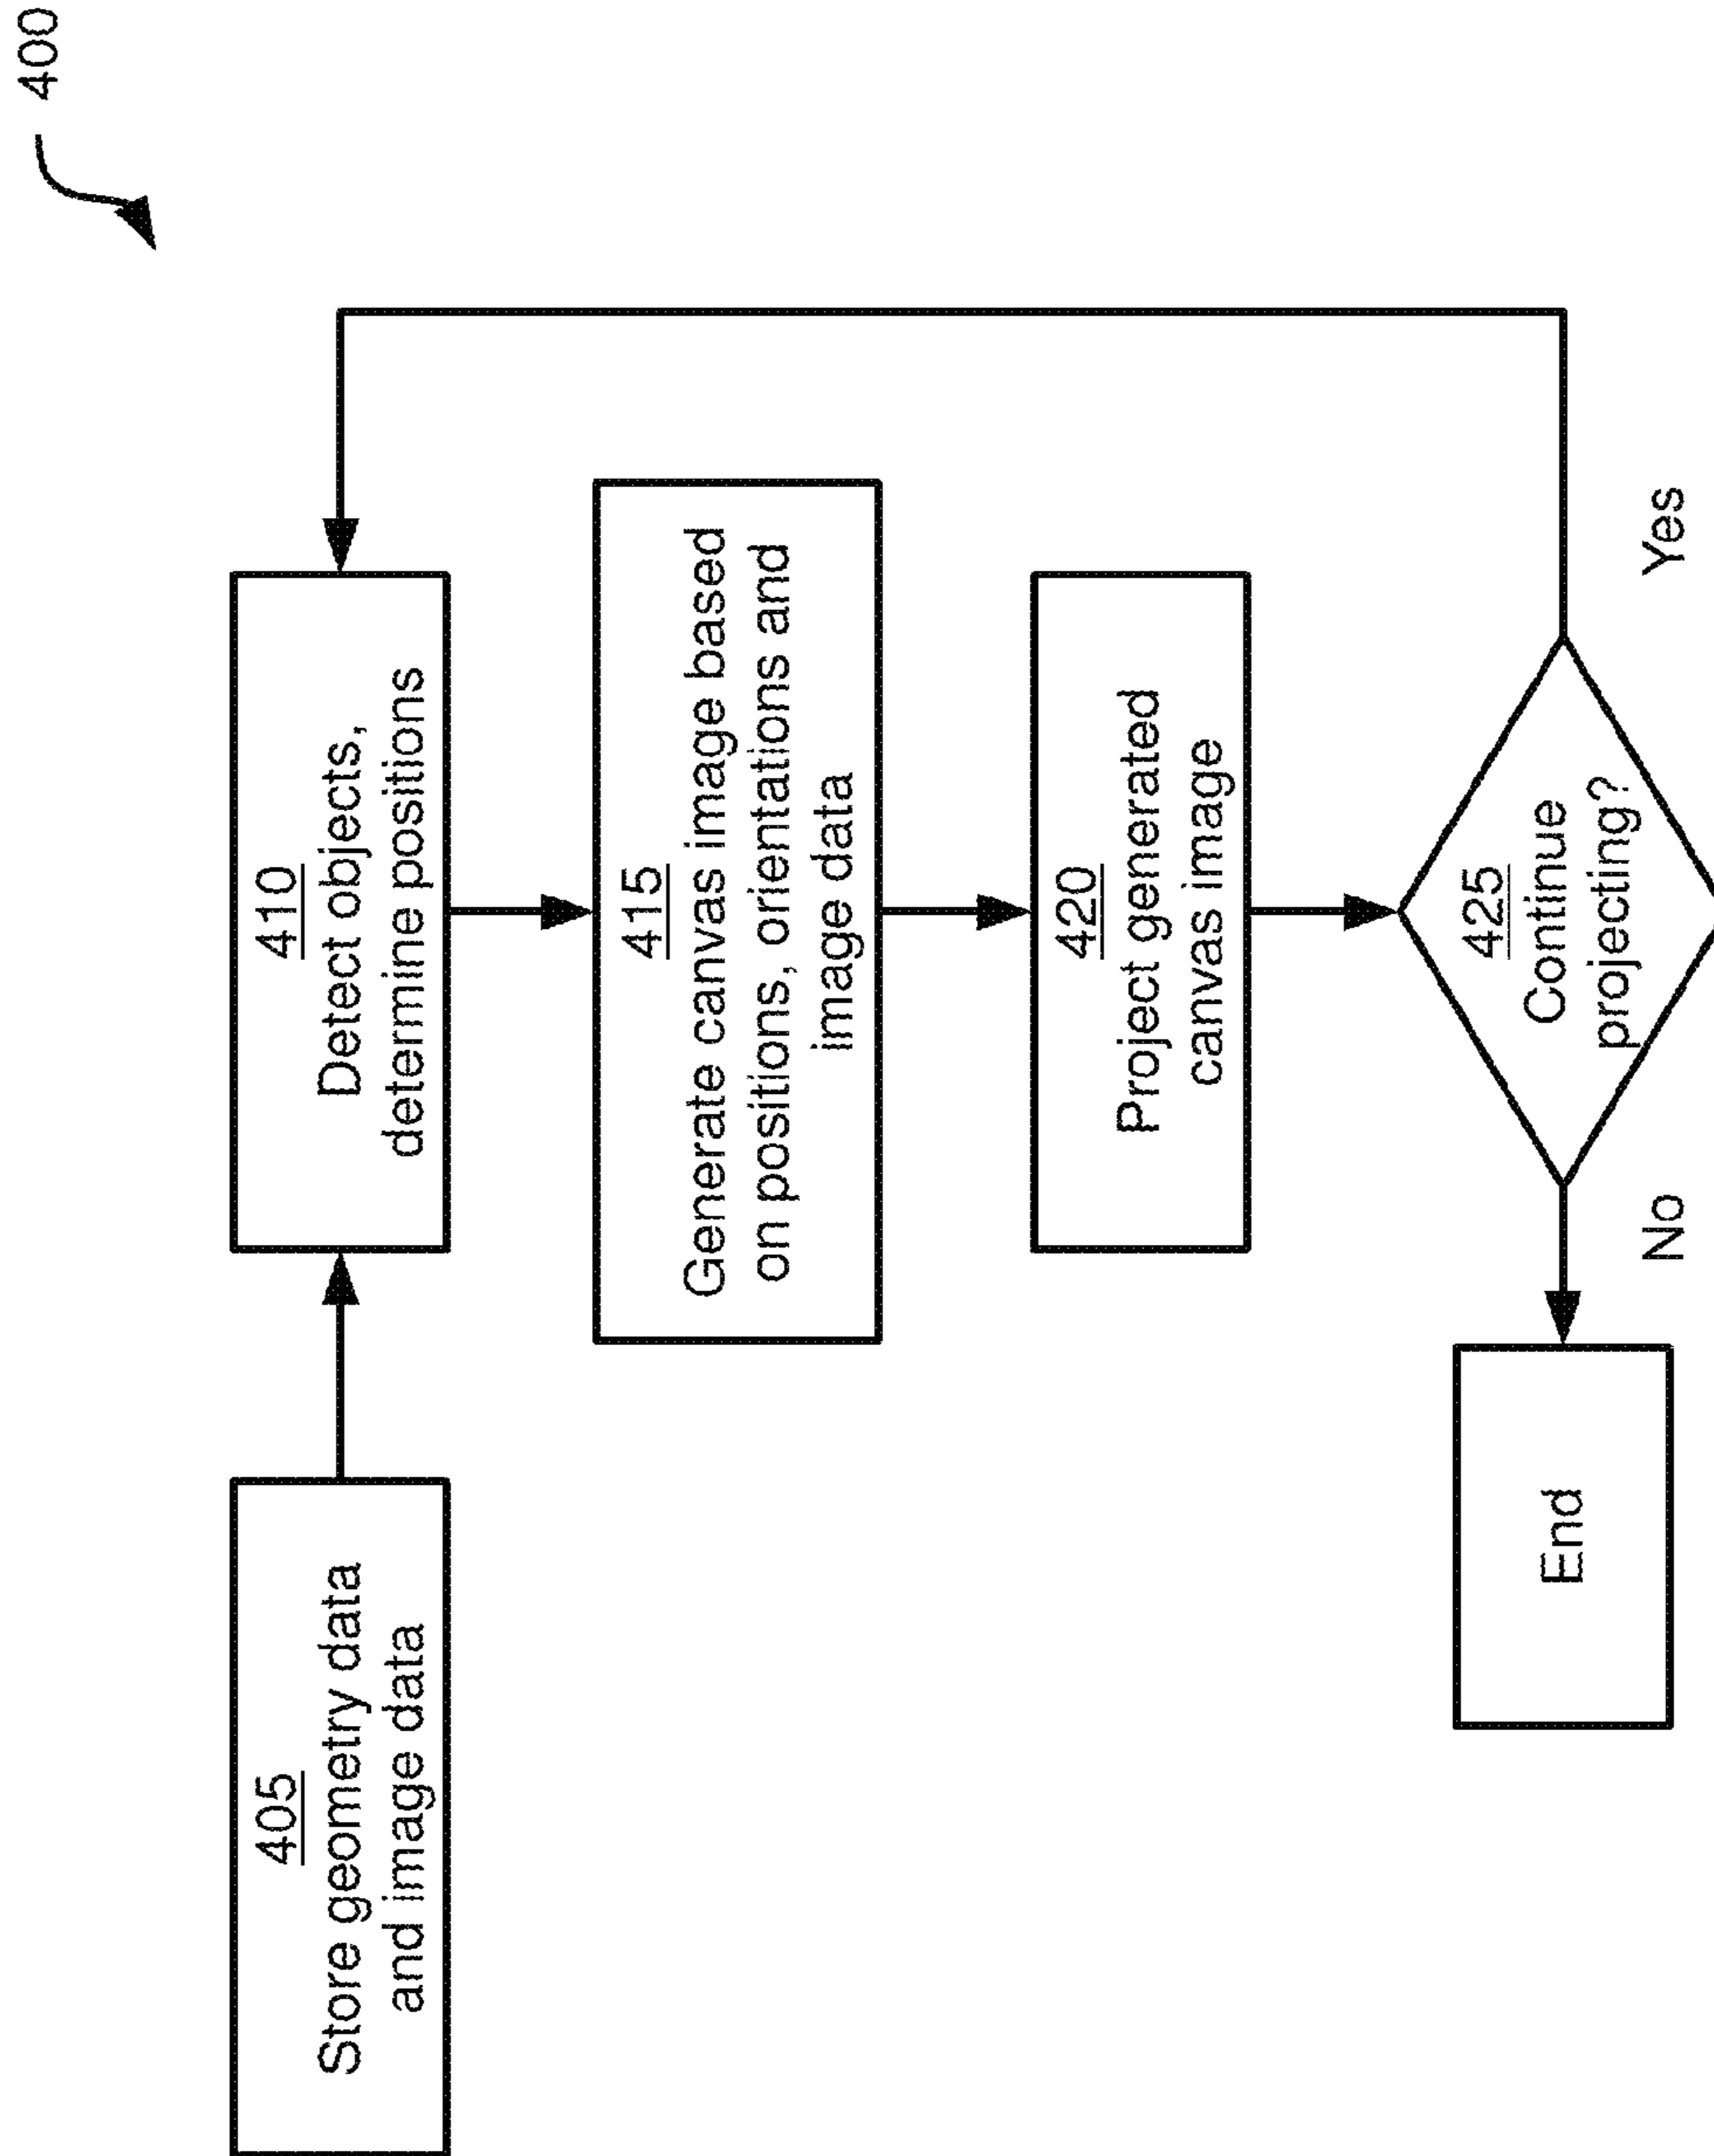 400
405
Store geometry data
and image data
410
Detect objects,
determine positions
415
Generate canvas image based
on positions, orientations and
image data
420
Project generated
canvas image
425
Continue
projecting?
Yes
No
End